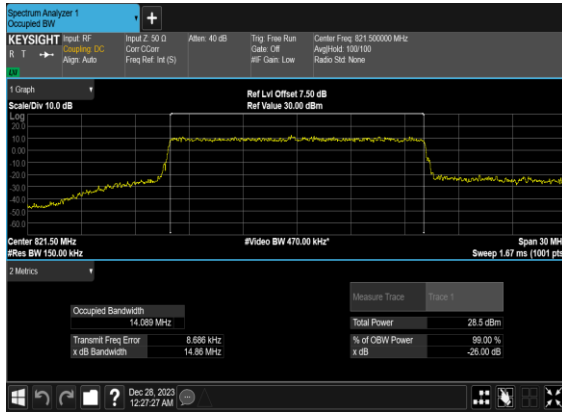 Spectrum Analyzer 1
Occupied BW
KEYSIGHT
R T
LXI
Input: RF
Coupling: DC
Align: Auto
Input Z: 50 Ω
Corr CCorr
Freq Ref: Int (S)
Atten: 40 dB
Trig: Free Run
Gate: Off
#IF Gain: Low
Center Freq: 821.500000 MHz
Avg|Hold: 100/100
Radio Std: None
1 Graph
Scale/Div 10.0 dB
Ref Lvl Offset 7.50 dB
Ref Value 30.00 dBm
Log
20.0
10.0
0.00
-10.0
-20.0
-30.0
-40.0
-50.0
-60.0
Center 821.50 MHz
#Res BW 150.00 kHz
#Video BW 470.00 kHz*
Span 30 MH
Sweep 1.67 ms (1001 pts
2 Metrics
Measure Trace
Trace 1
Occupied Bandwidth
14.089 MHz
Total Power
28.5 dBm
Transmit Freq Error
8.686 kHz
% of OBW Power
99.00 %
x dB Bandwidth
14.86 MHz
x dB
-26.00 dB
?
Dec 28, 2023
12:27:27 AM